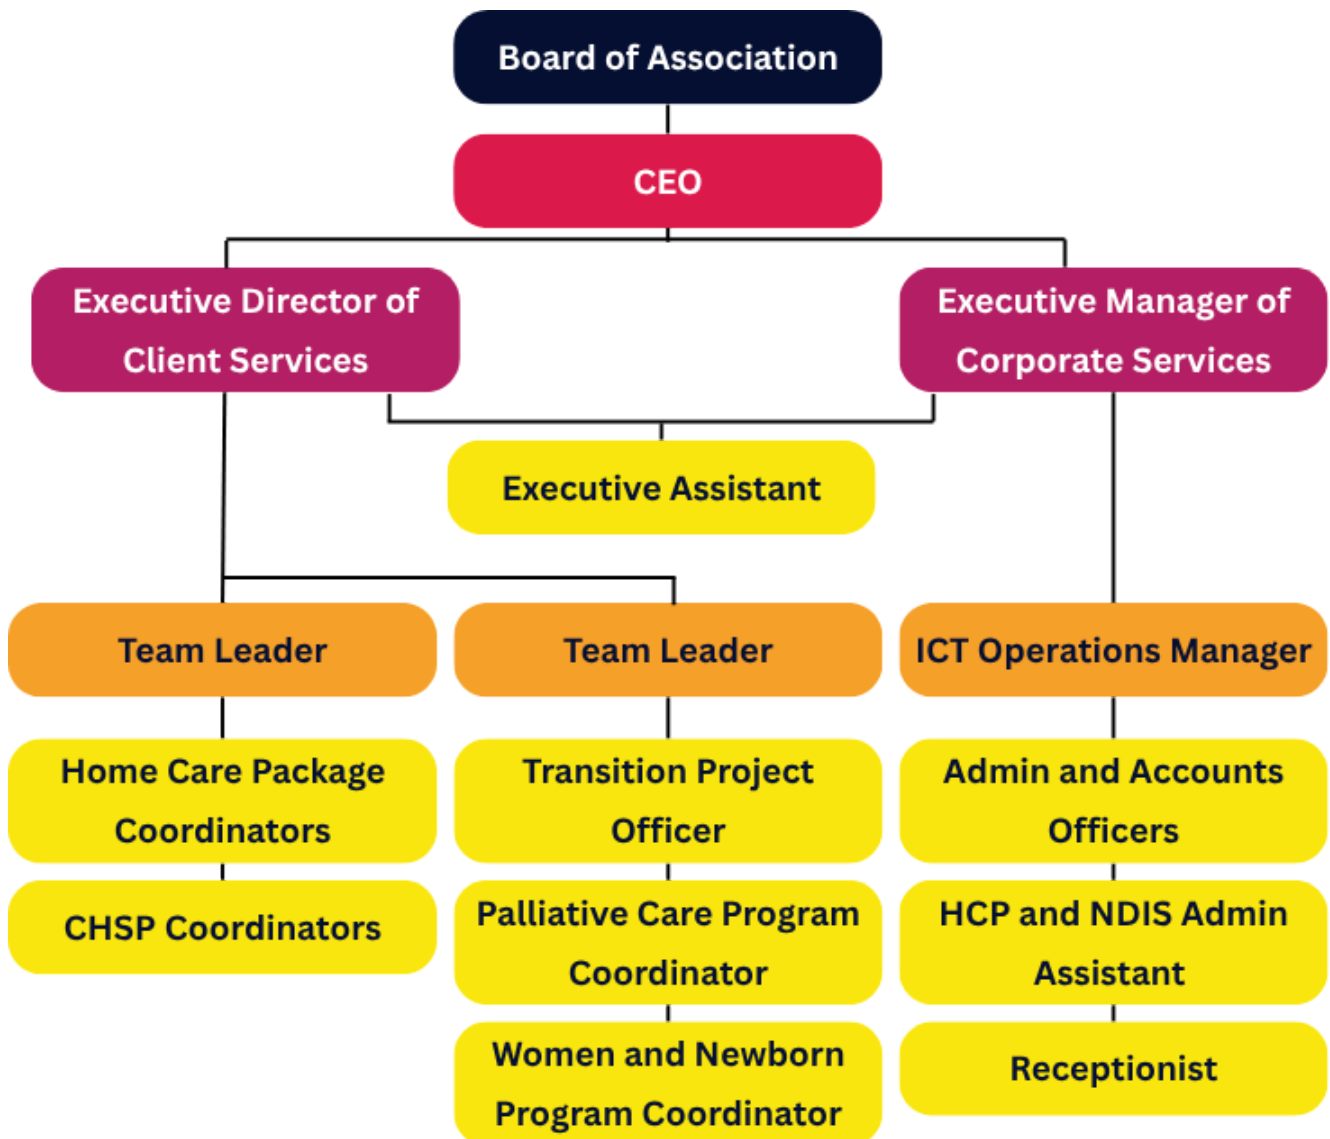 Board of Association
CEO
Executive Director of
Client Services
Executive Manager of
Corporate Services
Executive Assistant
Team Leader
Team Leader
ICT Operations Manager
Home Care Package
Coordinators
Transition Project
Officer
Admin and Accounts
Officers
CHSP Coordinators
Palliative Care Program
Coordinator
HCP and NDIS Admin
Assistant
Women and Newborn
Program Coordinator
Receptionist